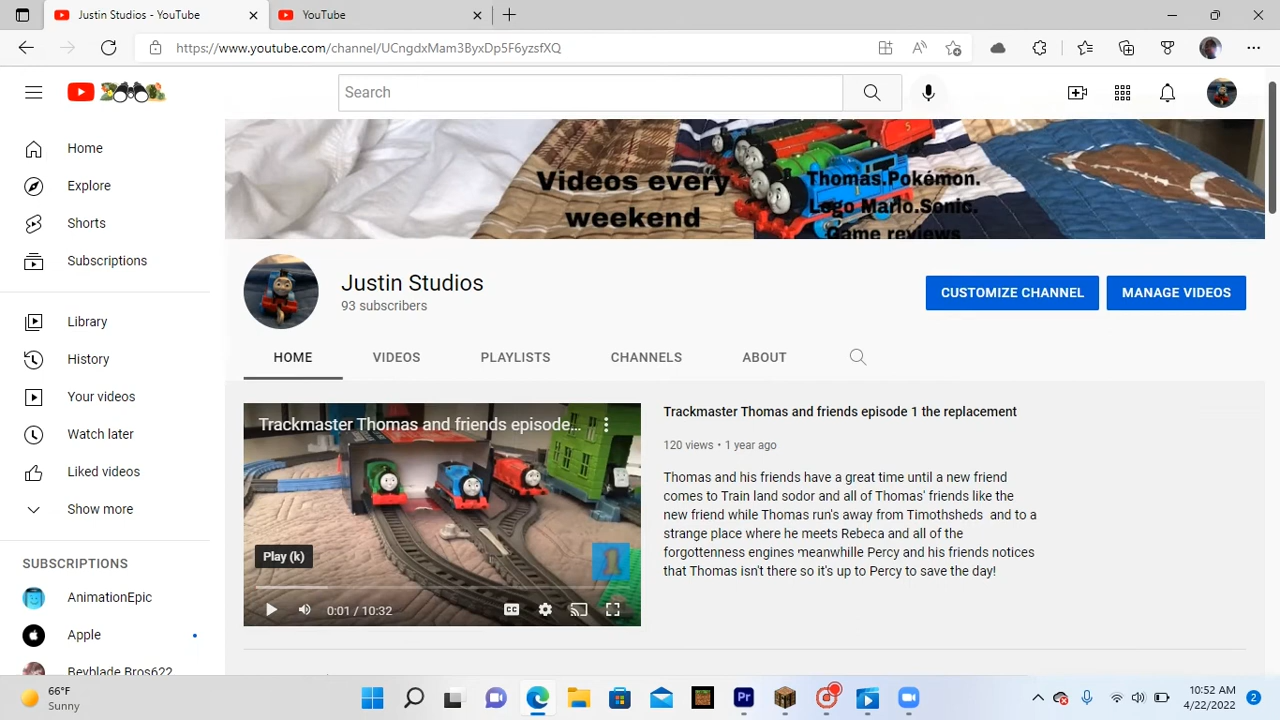 Justin Studios - YouTube
YouTube
https://www.youtube.com/channel/UCngdxMam3ByxDp5F6yzsfXQ
Search
Home
Explore
Shorts
Subscriptions
Library
History
Your videos
Watch later
Liked videos
Show more
SUBSCRIPTIONS
AnimationEpic
Apple
Beyblade Bros622
Videos every
weekend
Thomas.Pokémon.
Lego Mario.Sonic.
Game reviews
Justin Studios
93 subscribers
CUSTOMIZE CHANNEL
MANAGE VIDEOS
HOME
VIDEOS
PLAYLISTS
CHANNELS
ABOUT
Trackmaster Thomas and friends episode...
Play (k)
0:01 / 10:32
CC
1
Trackmaster Thomas and friends episode 1 the replacement
120 views • 1 year ago
Thomas and his friends have a great time until a new friend
comes to Train land sodor and all of Thomas' friends like the
new friend while Thomas run's away from Timothsheds and to a
strange place where he meets Rebeca and all of the
forgottenness engines meanwhille Percy and his friends notices
that Thomas isn't there so it's up to Percy to save the day!
66°F
Sunny
Pr
10:52 AM
4/22/2022
2